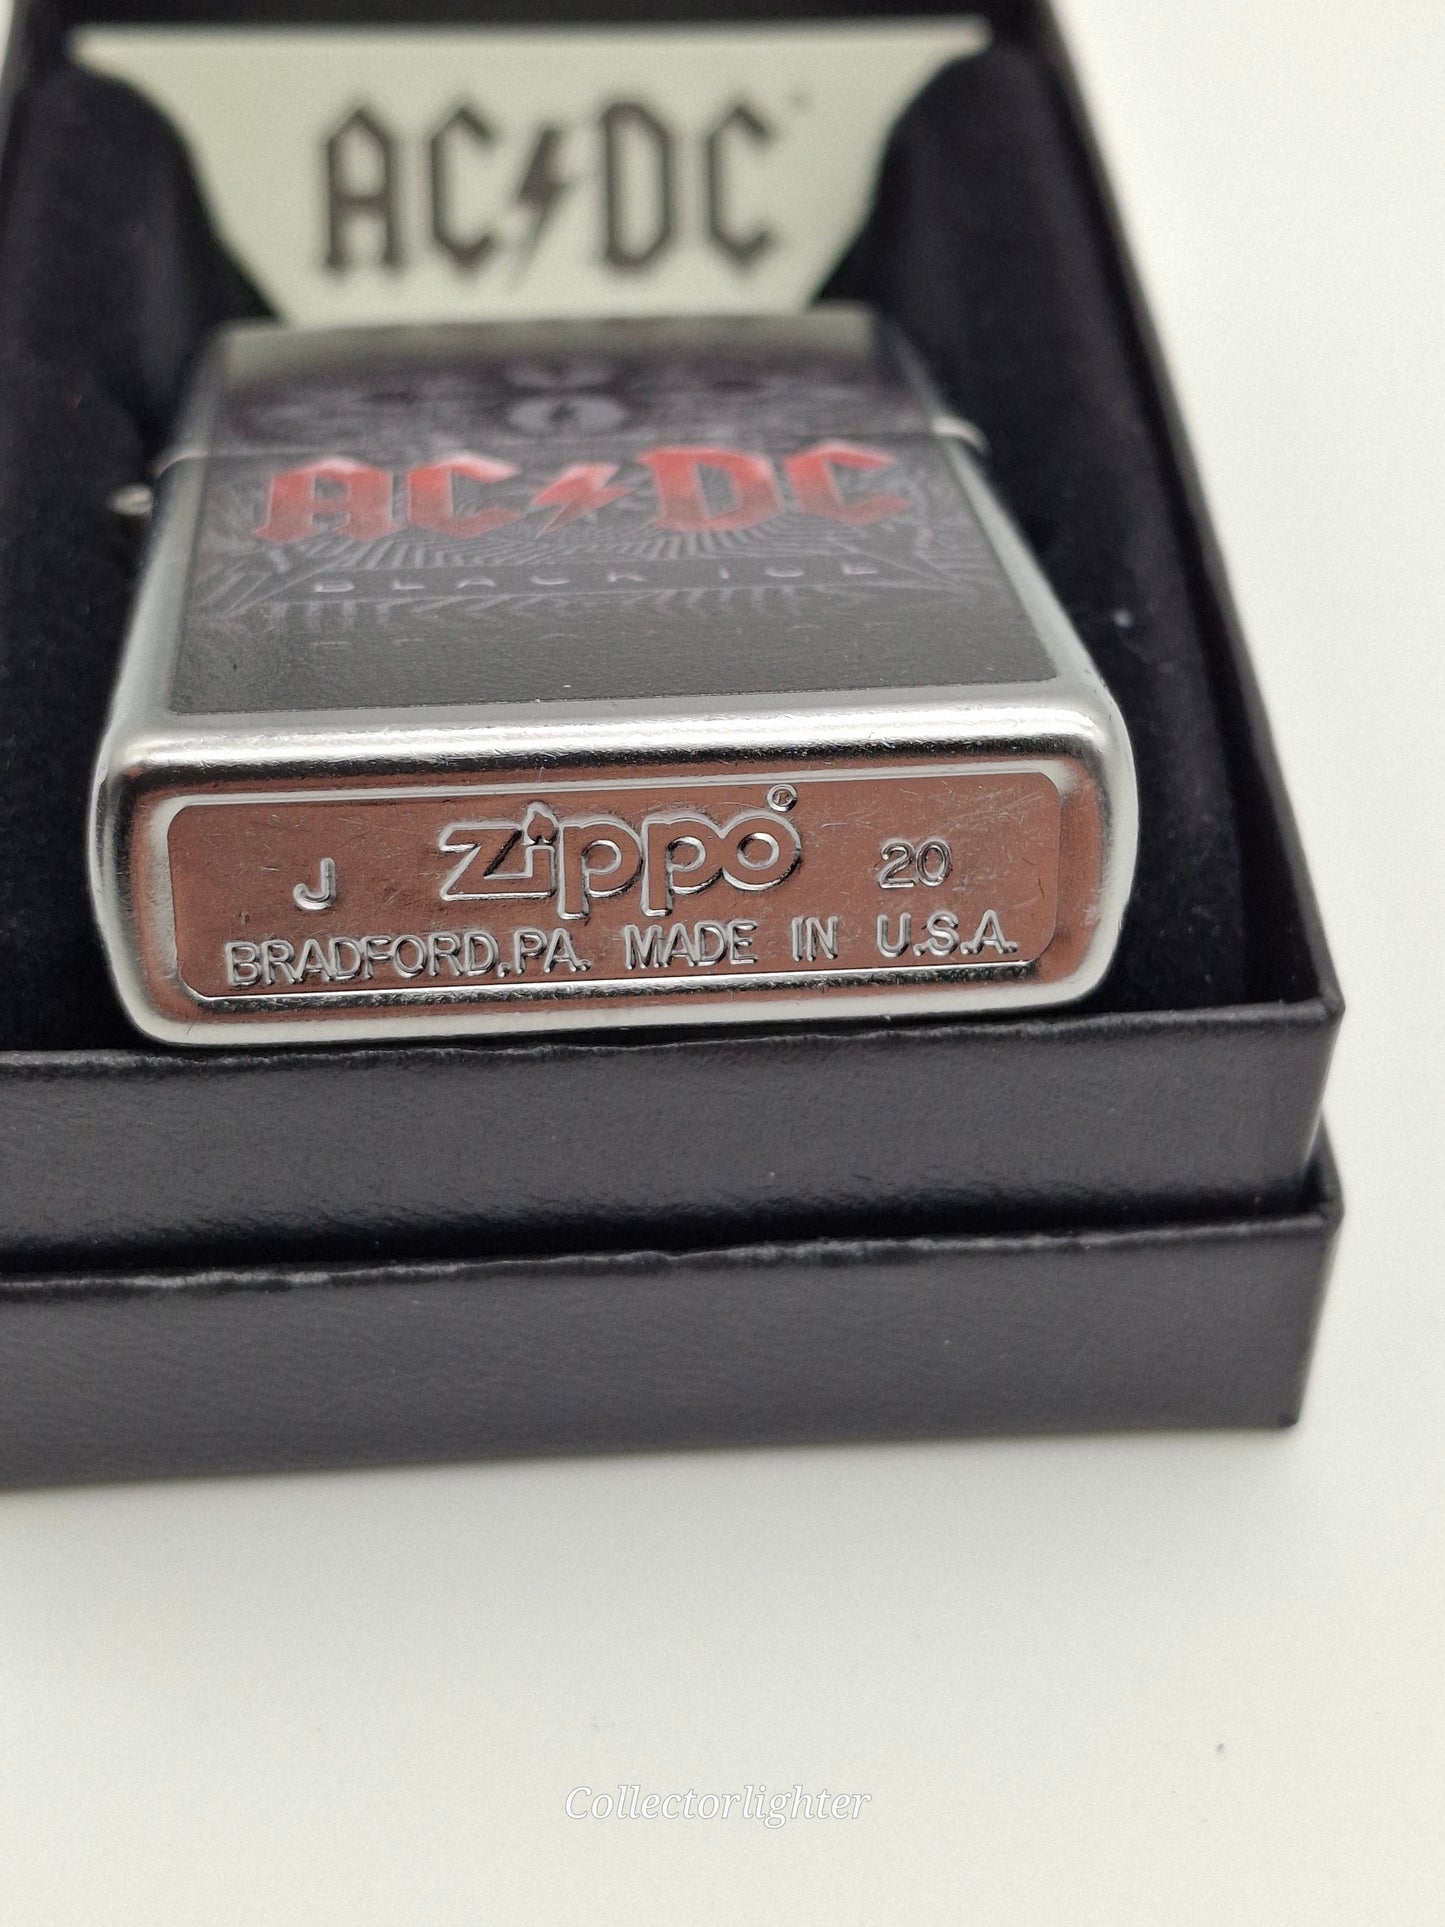 AC⚡DC
AC⚡DC
BLACK ICE
J zippo® 20
BRADFORD,PA. MADE IN U.S.A.
Collectorlighter